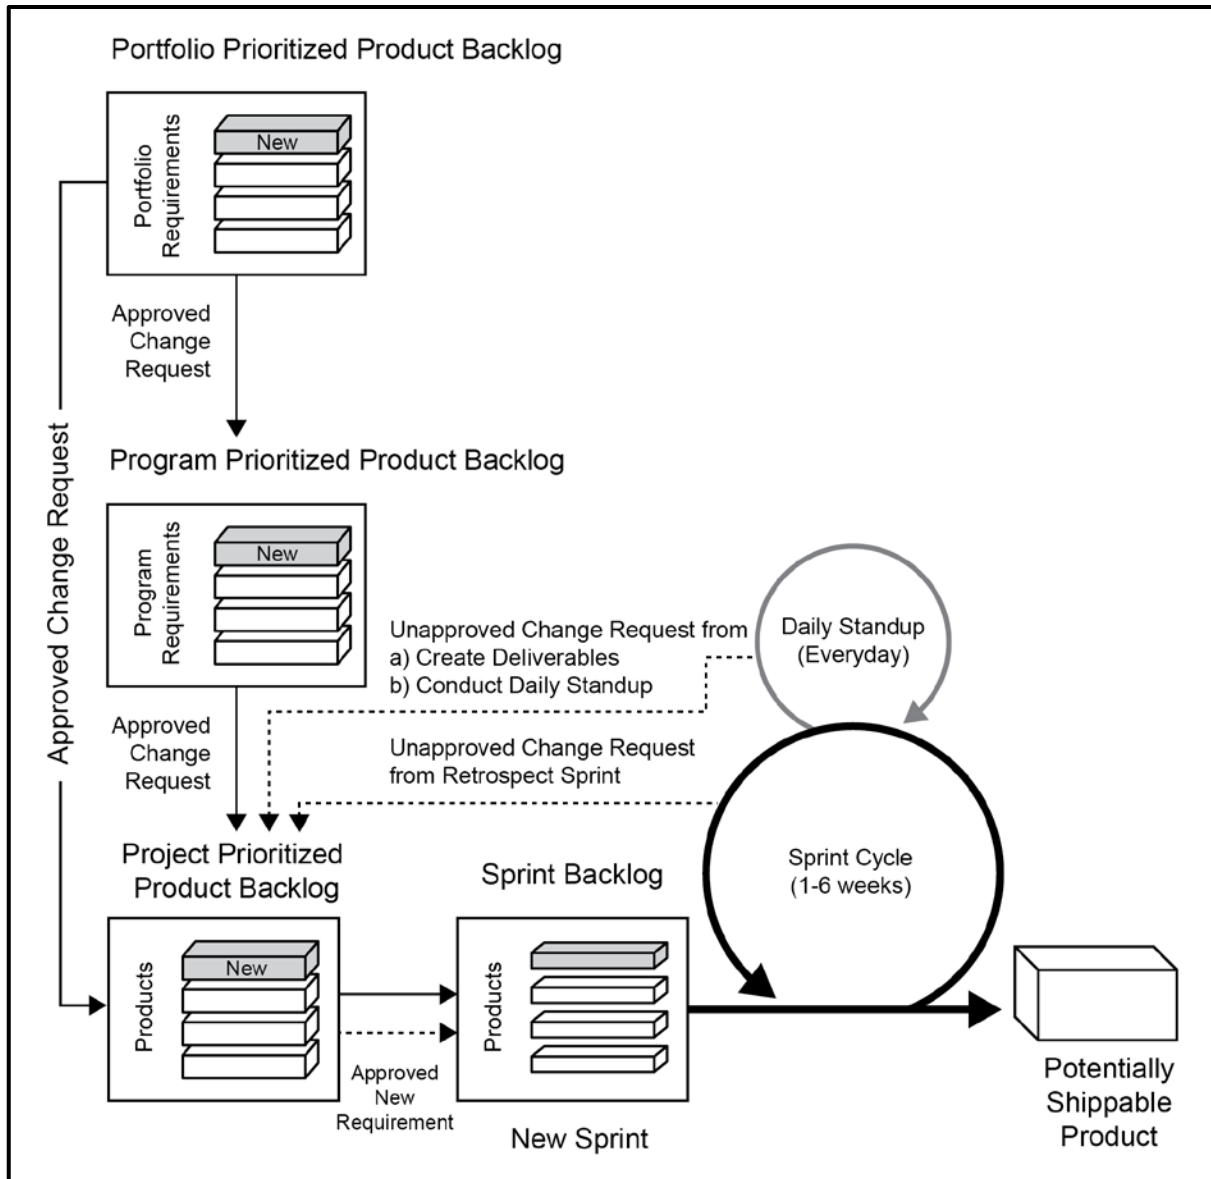 Portfolio Prioritized Product Backlog
Portfolio
Requirements
New
Approved
Change
Request
Approved Change Request
Program Prioritized Product Backlog
Program
Requirements
New
Approved
Change
Request
Unapproved Change Request from
a) Create Deliverables
b) Conduct Daily Standup
Daily Standup
(Everyday)
Unapproved Change Request
from Retrospect Sprint
Sprint Cycle
(1-6 weeks)
Project Prioritized
Product Backlog
Products
New
Approved
New
Requirement
Sprint Backlog
Products
New Sprint
Potentially
Shippable
Product